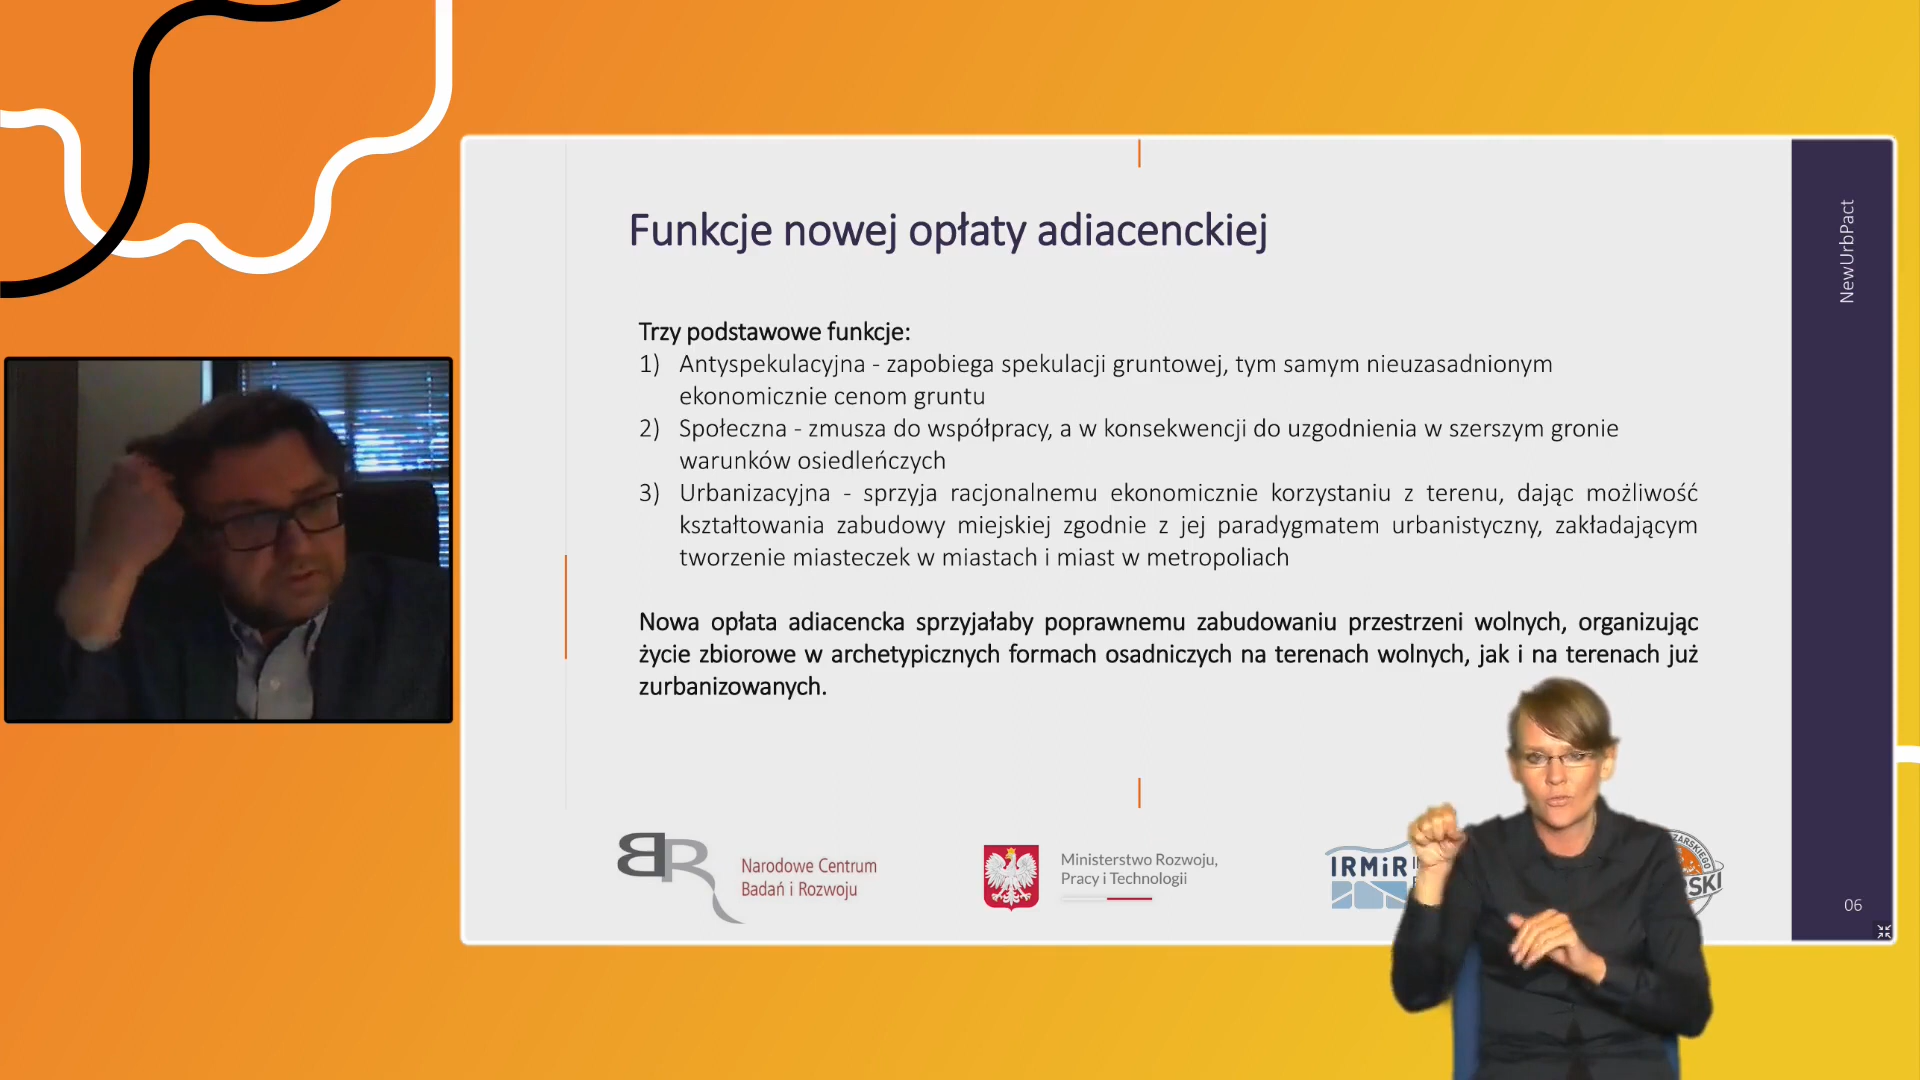 Funkcje nowej opłaty adiacenckiej
Trzy podstawowe funkcje:
1) Antyspekulacyjna - zapobiega spekulacji gruntowej, tym samym nieuzasadnionym
ekonomicznie cenom gruntu
2) Społeczna - zmusza do współpracy, a w konsekwencji do uzgodnienia w szerszym gronie
warunków osiedleńczych
3) Urbanizacyjna - sprzyja racjonalnemu ekonomicznie korzystaniu z terenu, dając możliwość
kształtowania zabudowy miejskiej zgodnie z jej paradygmatem urbanistyczny, zakładającym
tworzenie miasteczek w miastach i miast w metropoliach
Nowa opłata adiacencka sprzyjałaby poprawnemu zabudowaniu przestrzeni wolnych, organizując
życie zbiorowe w archetypicznych formach osadniczych na terenach wolnych, jak i na terenach już
zurbanizowanych.
NewUrbPact
Narodowe Centrum
Badań i Rozwoju
Ministerstwo Rozwoju,
Pracy i Technologii
IRMiR
06